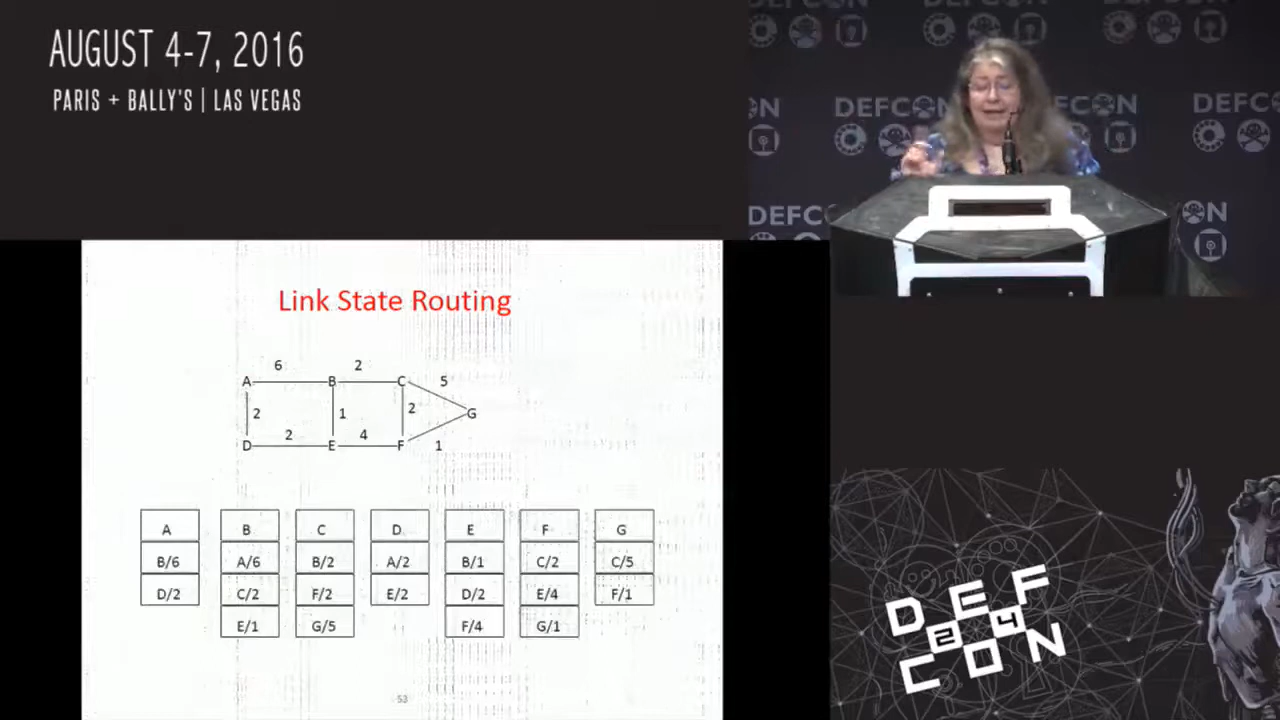 AUGUST 4-7, 2016
PARIS + BALLY'S | LAS VEGAS
DEFCON
DEFCON
DEFC
Link State Routing
6 2
A B C 5
2 1 2 G
2 4
D E F 1
A B C D E F G
B/6 A/6 B/2 A/2 B/1 C/2 C/5
D/2 C/2 F/2 E/2 D/2 E/4 F/1
E/1 G/5 F/4 G/1
53
DEF
24
CON